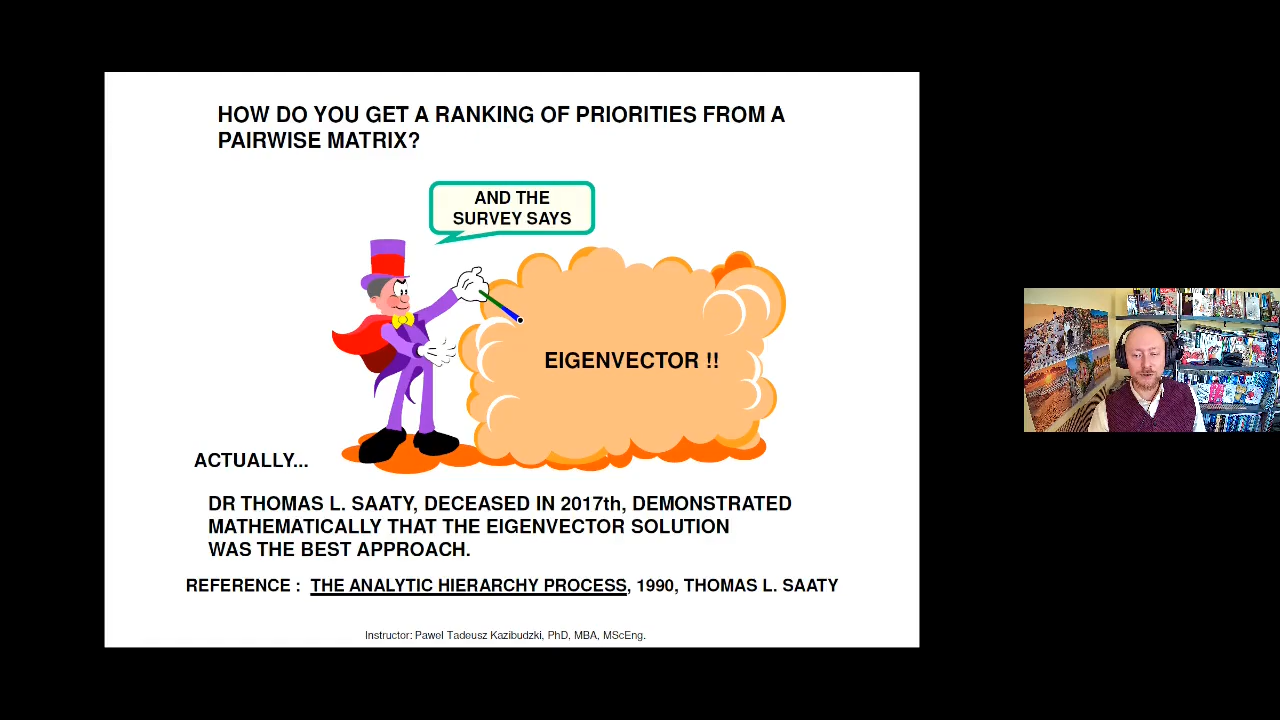 HOW DO YOU GET A RANKING OF PRIORITIES FROM A
PAIRWISE MATRIX?
AND THE
SURVEY SAYS
EIGENVECTOR !!
ACTUALLY...
DR THOMAS L. SAATY, DECEASED IN 2017th, DEMONSTRATED
MATHEMATICALLY THAT THE EIGENVECTOR SOLUTION
WAS THE BEST APPROACH.
REFERENCE : THE ANALYTIC HIERARCHY PROCESS, 1990, THOMAS L. SAATY
Instructor: Pawel Tadeusz Kazibudzki, PhD, MBA, MScEng.